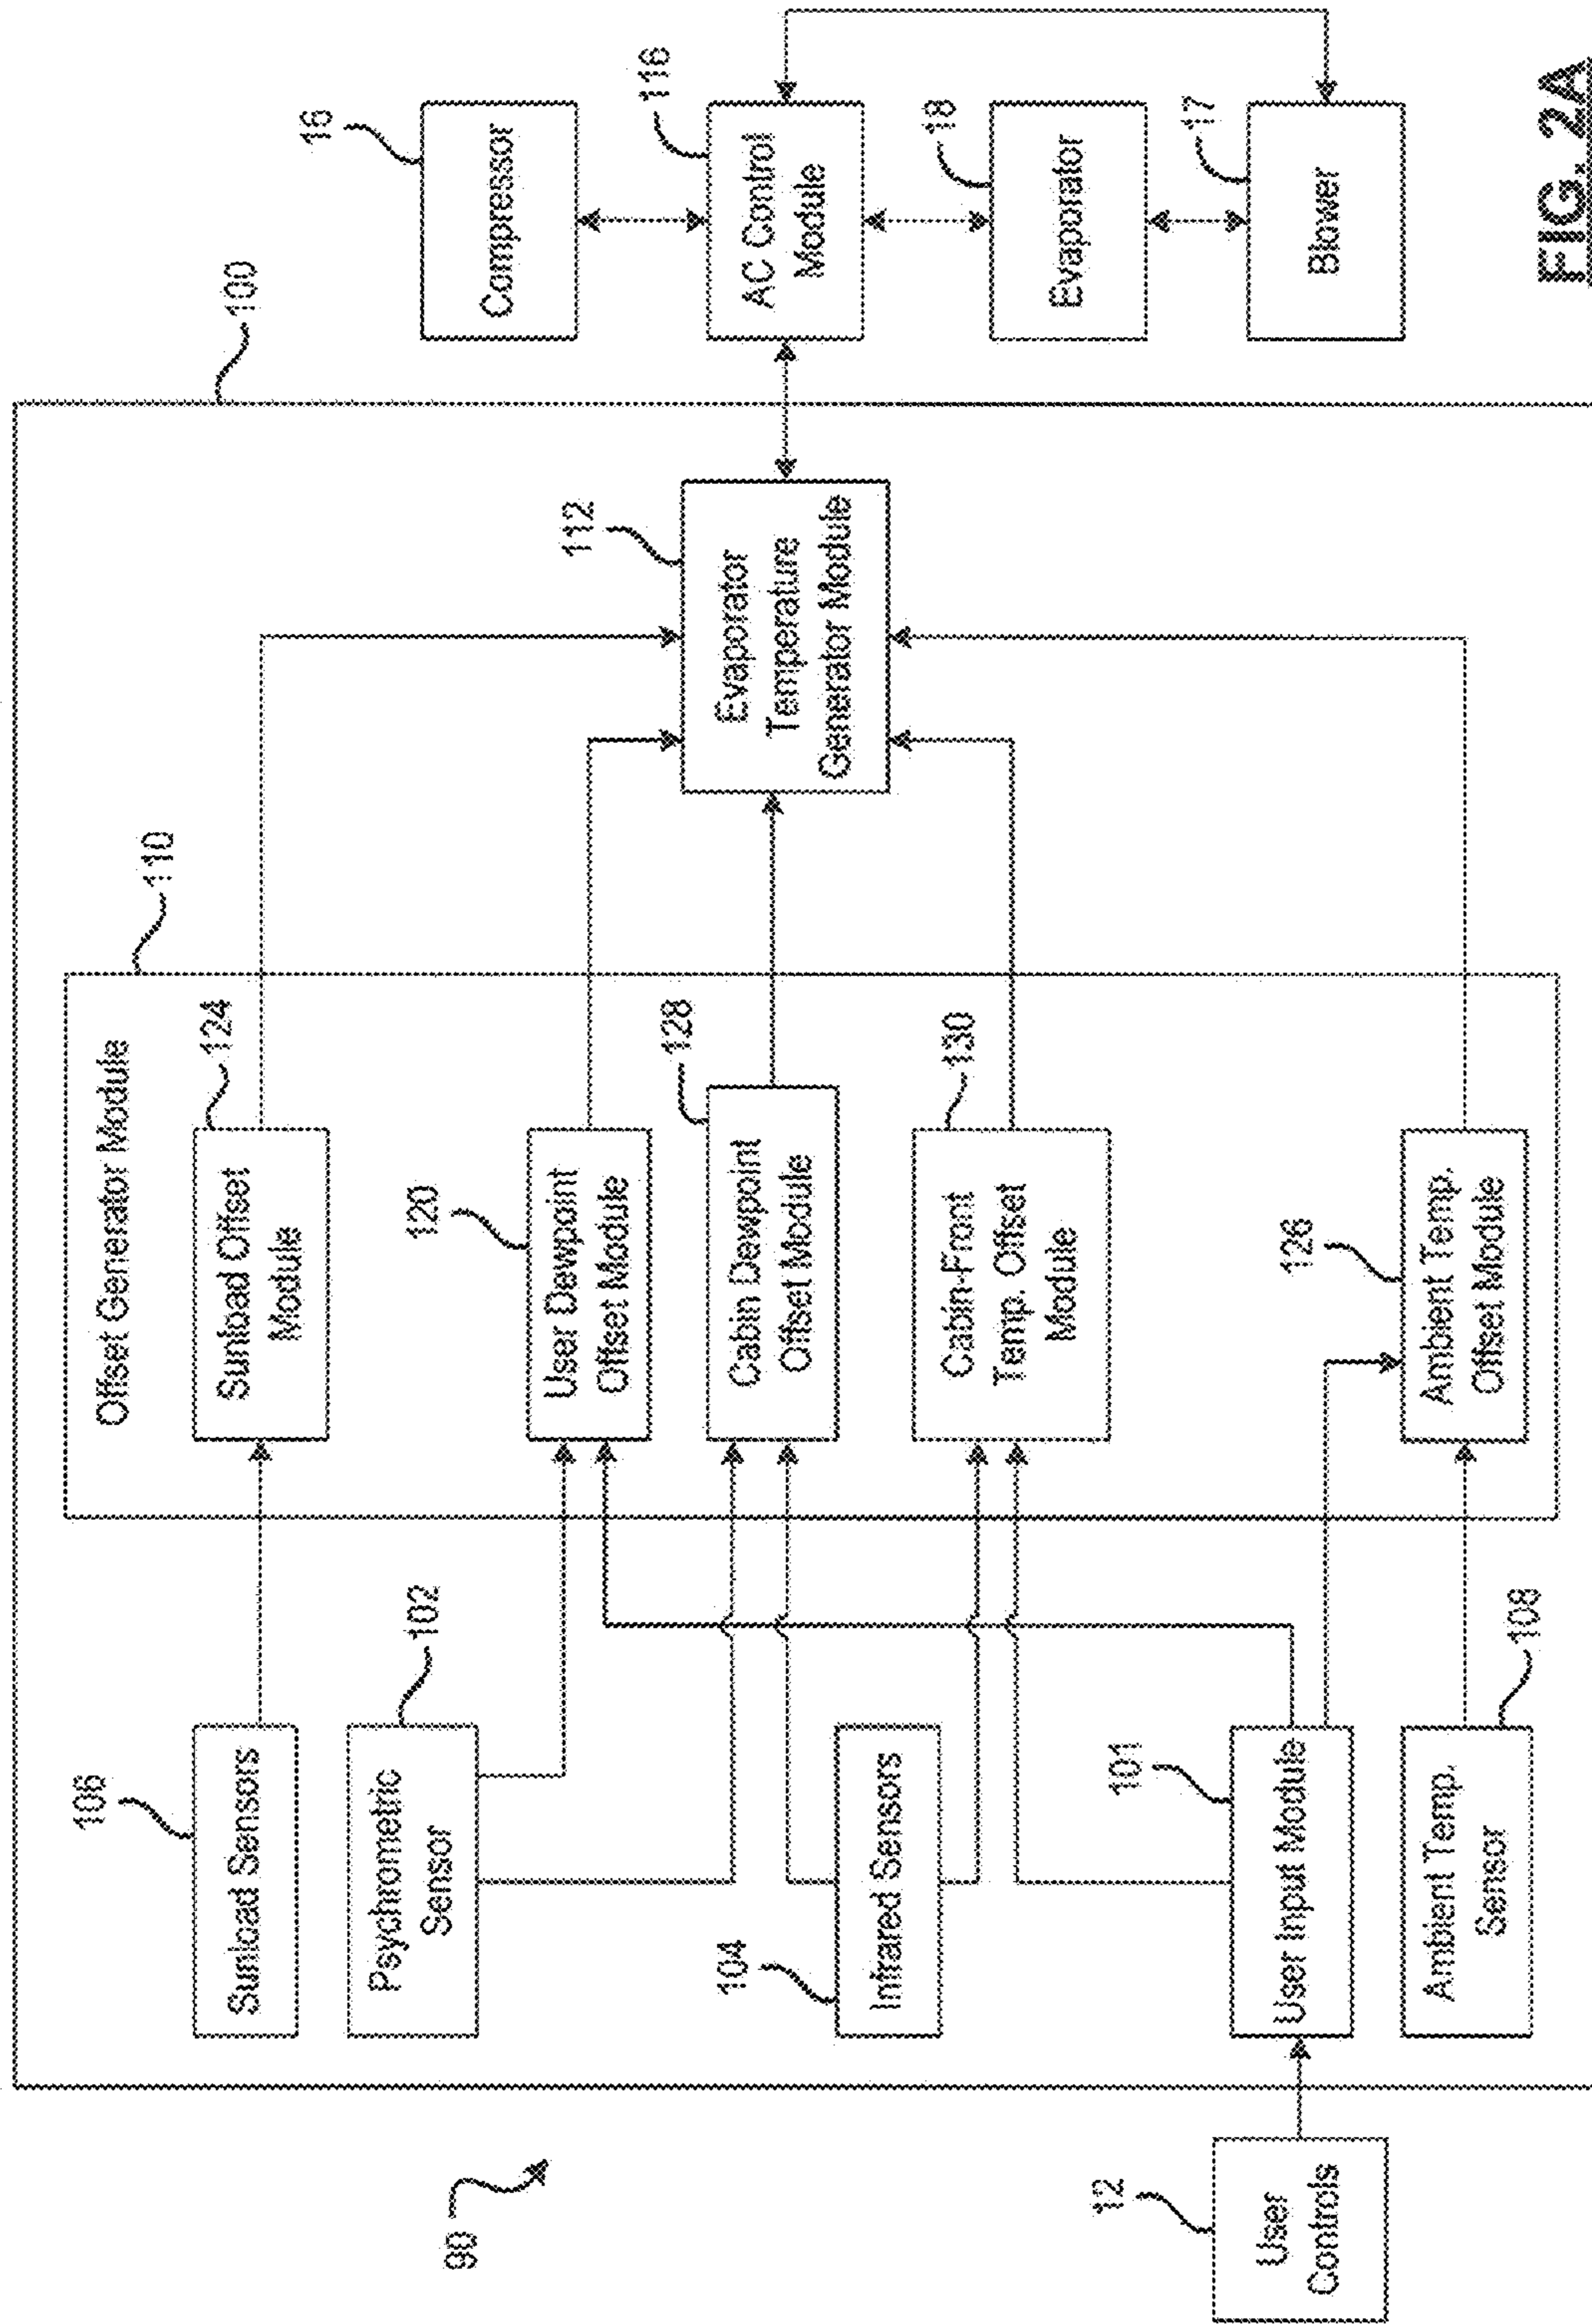 100
110
Offset Generator Module
106
Sunload Sensors
124
Sunload Offset
Module
16
Compressor
102
Psychrometric
Sensor
120
User Dewpoint
Offset Module
112
Evaporator
Temperature
Generator Module
116
AC Control
Module
128
Cabin Dewpoint
Offset Module
104
Infrared Sensors
130
Cabin-Front
Temp. Offset
Module
18
Evaporator
90
12
User
Controls
101
User Input Module
17
Blower
126
Ambient Temp.
Offset Module
108
Ambient Temp.
Sensor
FIG. 2A